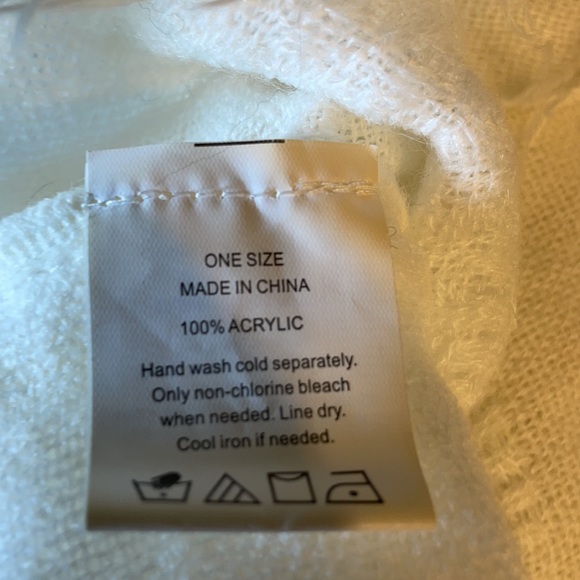 ONE SIZE
MADE IN CHINA
100% ACRYLIC
Hand wash cold separately.
Only non-chlorine bleach
when needed. Line dry.
Cool iron if needed.